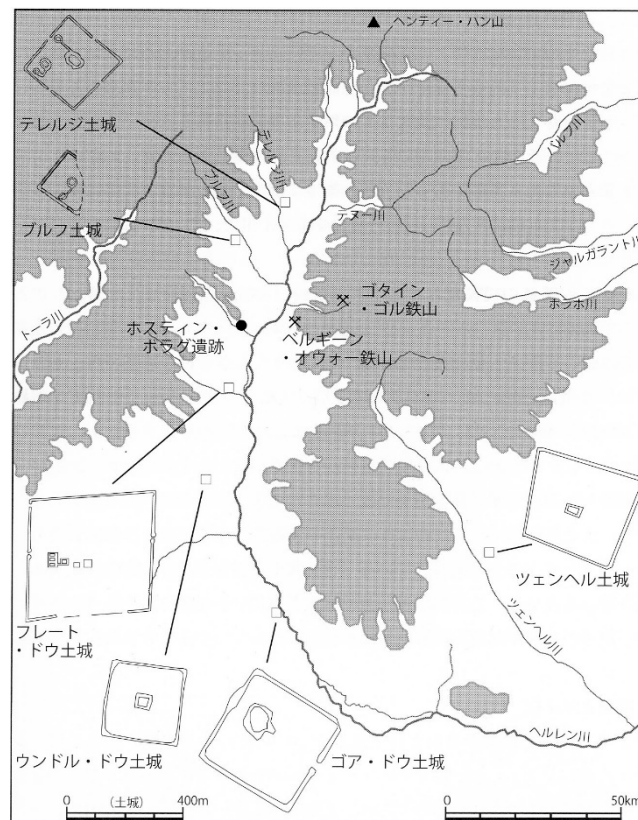 ヘンティー・ハン山
テレルジ土城
テレルジ川
バルフ川
ブルフ川
ブルフ土城
テヌー川
ジャルガラント川
ホラホ川
トーラ川
ゴタイン
・ゴル鉄山
ホスティン・
ホラグ遺跡
ベルギーン
・オウォー鉄山
ツェンヘル土城
ツェンヘル川
フレート
・ドウ土城
ヘルレン川
ウンドル・ドウ土城
ゴア・ドウ土城
0
(土城)
400m
0
50km